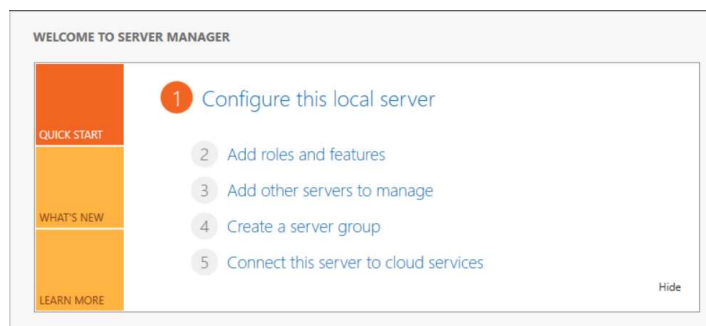 WELCOME TO SERVER MANAGER
1 Configure this local server
QUICK START
2 Add roles and features
3 Add other servers to manage
WHAT'S NEW
4 Create a server group
5 Connect this server to cloud services
Hide
LEARN MORE